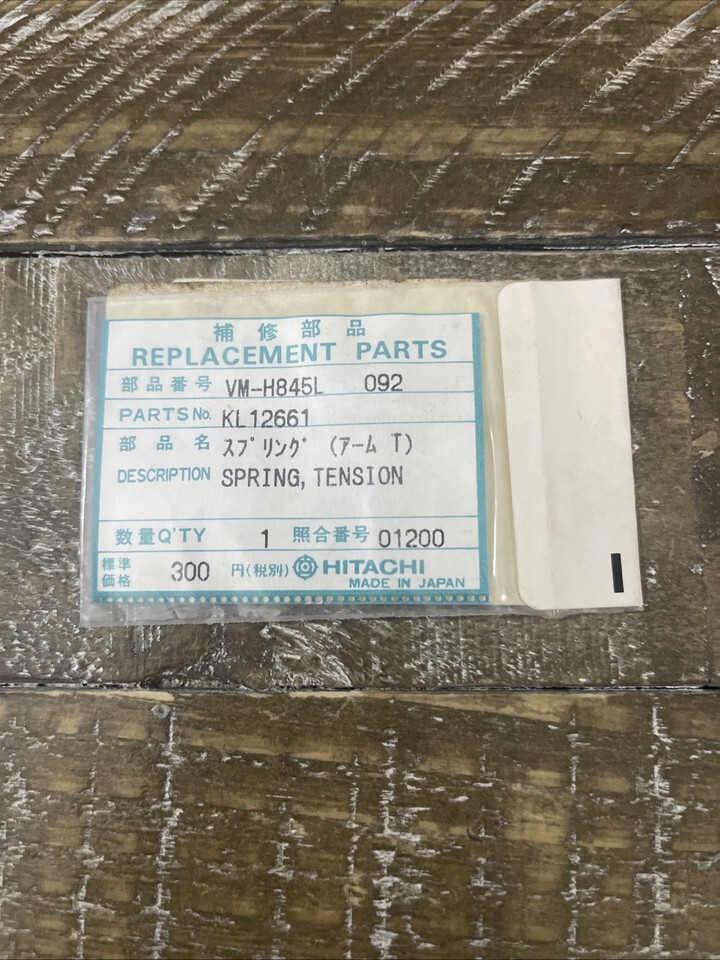 補修部品
REPLACEMENT PARTS
部品番号 VM-H845L 092
PARTS No. KL12661
部品名 スプリング (アーム T)
DESCRIPTION SPRING, TENSION
数量Q'TY 1 照合番号 01200
標準価格 300 円(税別) HITACHI
MADE IN JAPAN